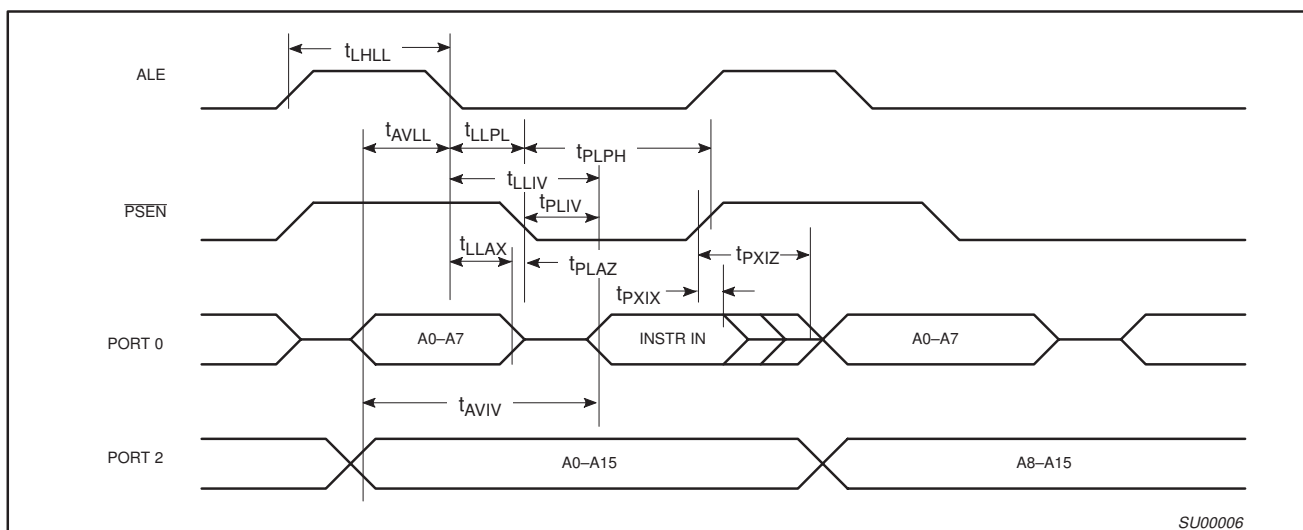 tLHLL
ALE
tAVLL
tLLPL
tPLPH
tLLIV
PSEN
tPLIV
tLLAX
tPLAZ
tPXIZ
tPXIX
PORT 0
A0–A7
INSTR IN
A0–A7
tAVIV
PORT 2
A0–A15
A8–A15
SU00006